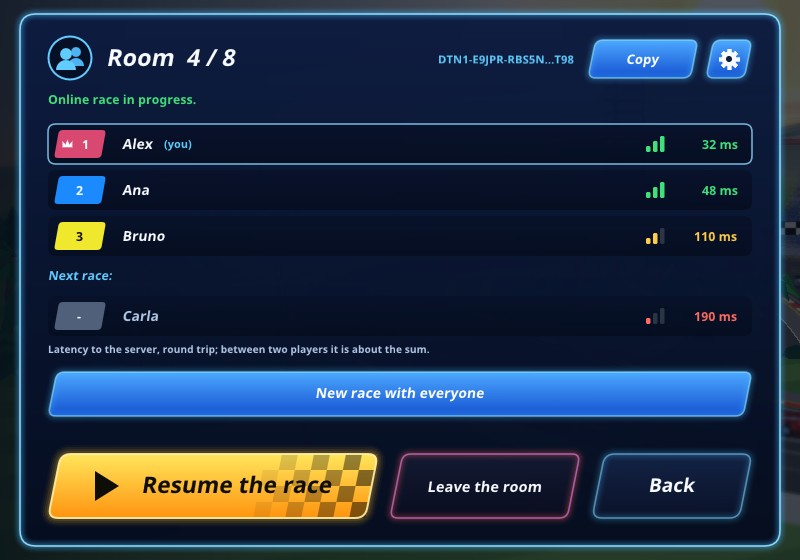 Room 4 / 8
DTN1-E9JPR-RBS5N...T98
Copy
Online race in progress.
1 Alex (you) 32 ms
2 Ana 48 ms
3 Bruno 110 ms
Next race:
- Carla 190 ms
Latency to the server, round trip; between two players it is about the sum.
New race with everyone
Resume the race
Leave the room
Back